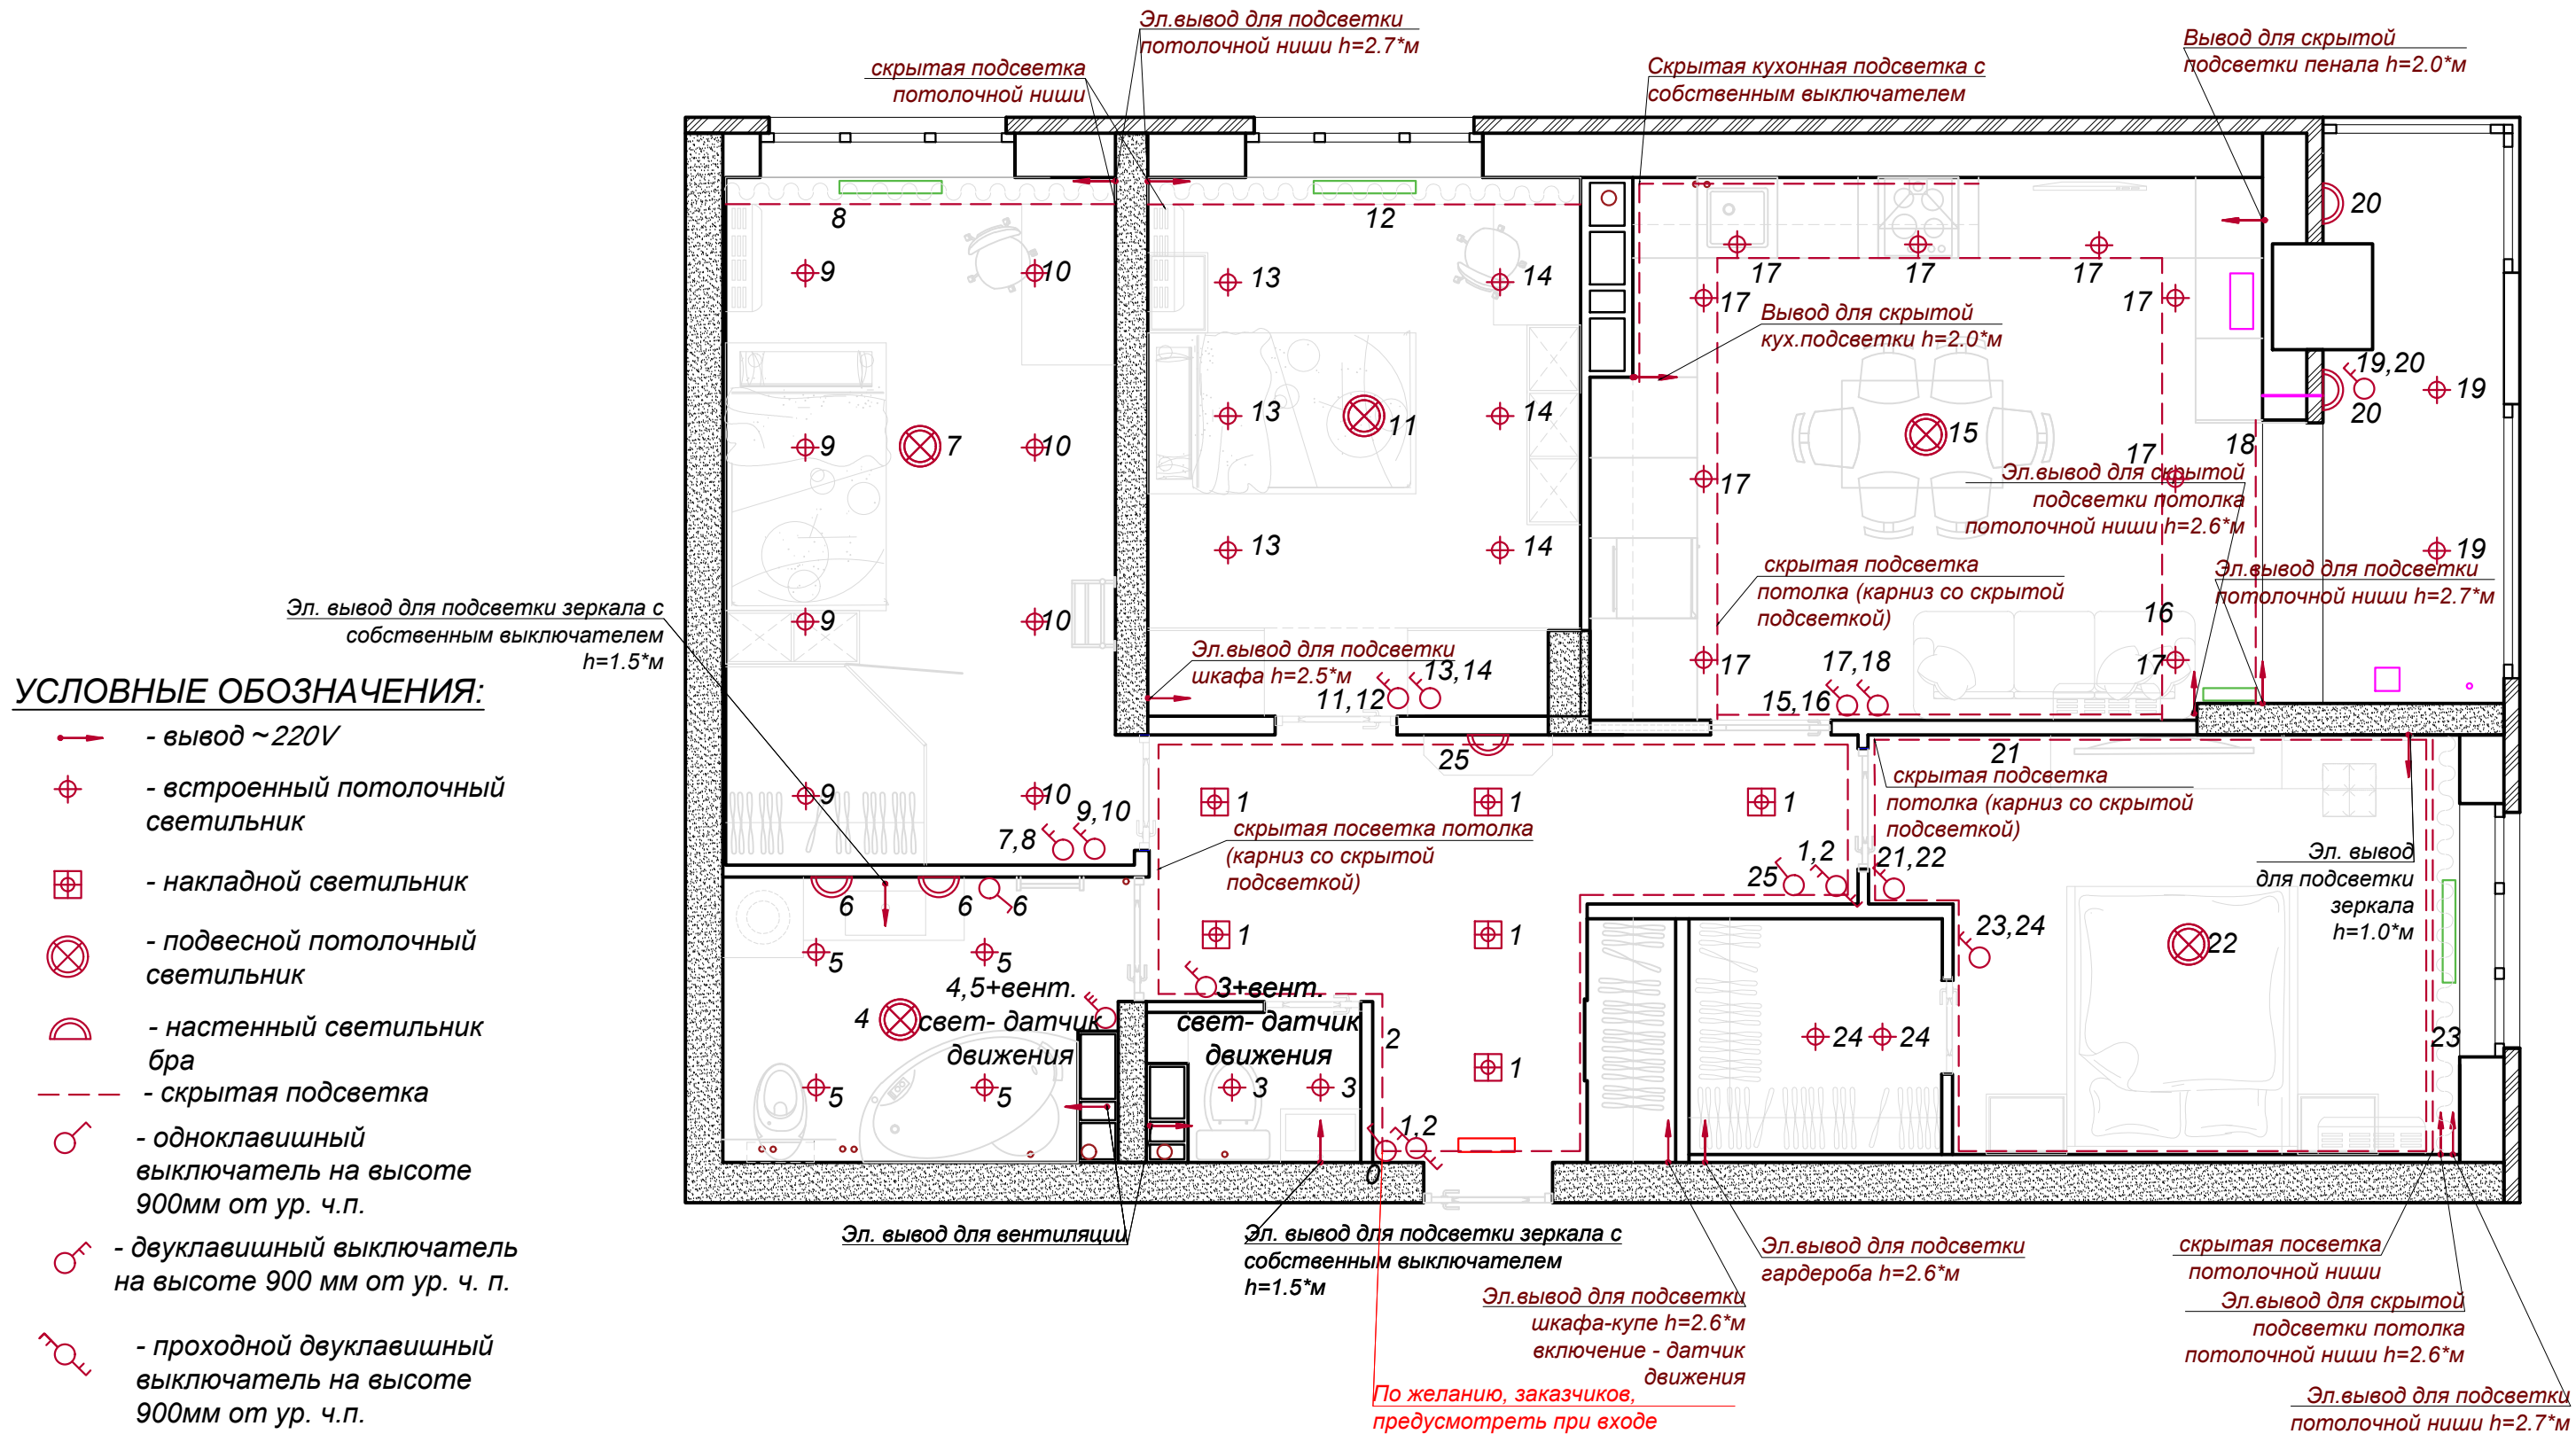 Эл.вывод для подсветки
потолочной ниши h=2.7*м
скрытая подсветка
потолочной ниши
Скрытая кухонная подсветка с
собственным выключателем
Вывод для скрытой
подсветки пенала h=2.0*м
8
12
20
9
10
13
14
17
17
17
17
17
Вывод для скрытой
кух.подсветки h=2.0*м
19,20
19
20
9
7
10
13
11
14
15
17
18
17
Эл.вывод для скрытой
подсветки потолка
потолочной ниши h=2.6*м
13
14
19
скрытая подсветка
потолка (карниз со скрытой
подсветкой)
Эл.вывод для подсветки
потолочной ниши h=2.7*м
Эл. вывод для подсветки зеркала с
собственным выключателем
h=1.5*м
9
10
16
Эл.вывод для подсветки
шкафа h=2.5*м
11,12
13,14
17
17,18
15,16
17
УСЛОВНЫЕ ОБОЗНАЧЕНИЯ:
- вывод ~220V
- встроенный потолочный
светильник
- накладной светильник
- подвесной потолочный
светильник
- настенный светильник
бра
- скрытая подсветка
- одноклавишный
выключатель на высоте
900мм от ур. ч.п.
- двуклавишный выключатель
на высоте 900 мм от ур. ч. п.
- проходной двуклавишный
выключатель на высоте
900мм от ур. ч.п.
9
10
7,8
9,10
25
1
1
1
скрытая посветка потолка
(карниз со скрытой
подсветкой)
21
скрытая подсветка
потолка (карниз со скрытой
подсветкой)
25
1,2
21,22
Эл. вывод
для подсветки
зеркала
h=1.0*м
6
6
6
1
1
23,24
22
5
5
4
4,5+вент.
свет- датчик
движения
3+вент.
свет- датчик
движения
2
24
24
23
5
5
3
3
1
1,2
0
Эл. вывод для вентиляции
Эл. вывод для подсветки зеркала с
собственным выключателем
h=1.5*м
Эл.вывод для подсветки
гардероба h=2.6*м
Эл.вывод для подсветки
шкафа-купе h=2.6*м
включение - датчик
движения
По желанию, заказчиков,
предусмотреть при входе
скрытая посветка
потолочной ниши
Эл.вывод для скрытой
подсветки потолка
потолочной ниши h=2.6*м
Эл.вывод для подсветки
потолочной ниши h=2.7*м